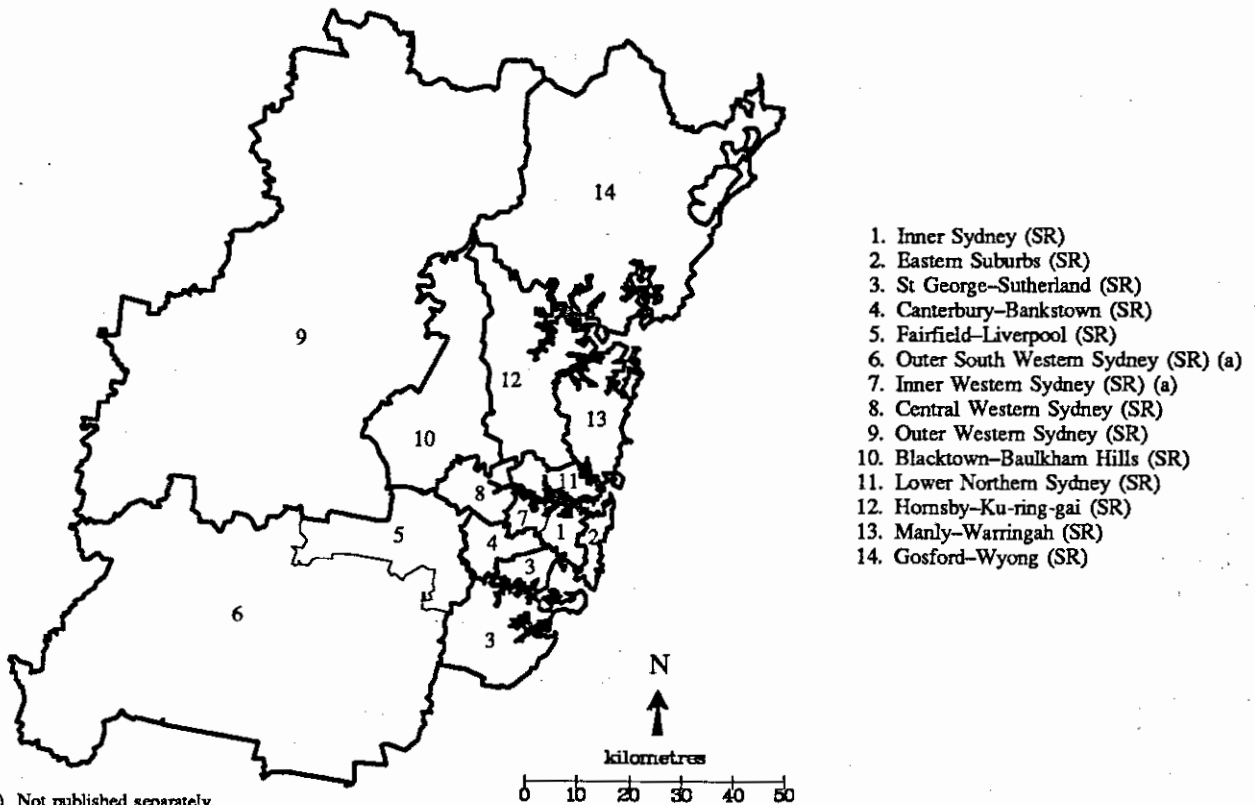 14
9
12
13
10
11
8
5
7
1
2
4
3
6
3
1. Inner Sydney (SR)
2. Eastern Suburbs (SR)
3. St George–Sutherland (SR)
4. Canterbury–Bankstown (SR)
5. Fairfield–Liverpool (SR)
6. Outer South Western Sydney (SR) (a)
7. Inner Western Sydney (SR) (a)
8. Central Western Sydney (SR)
9. Outer Western Sydney (SR)
10. Blacktown–Baulkham Hills (SR)
11. Lower Northern Sydney (SR)
12. Hornsby–Ku-ring-gai (SR)
13. Manly–Warringah (SR)
14. Gosford–Wyong (SR)
N
kilometres
0 10 20 30 40 50
Not published separately